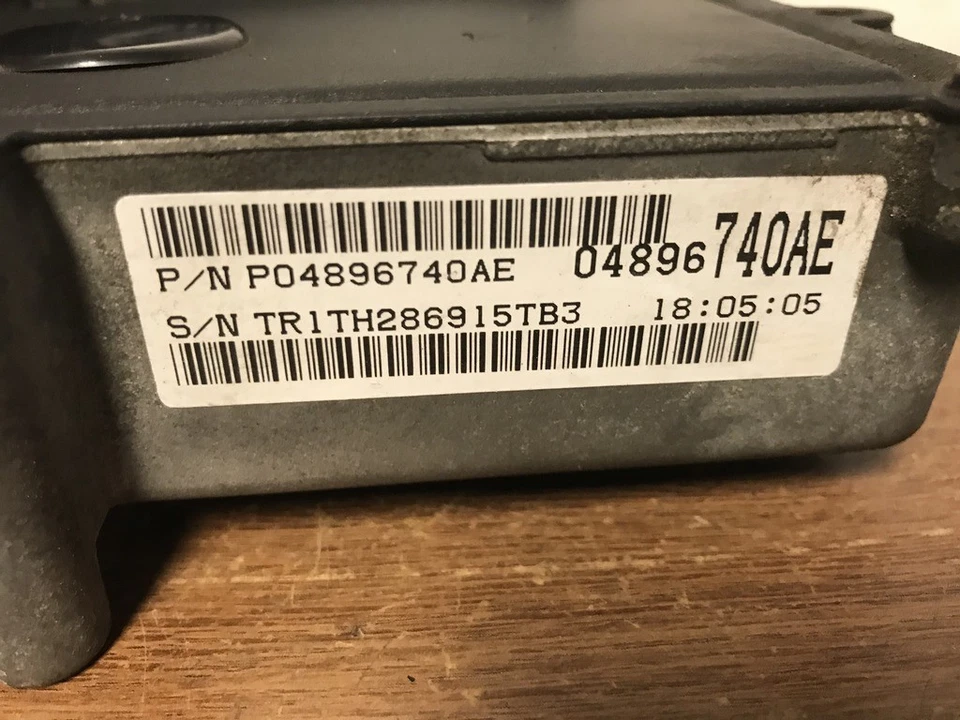 P/N P04896740AE 04896740AE
S/N TR1TH286915TB3 18:05:05